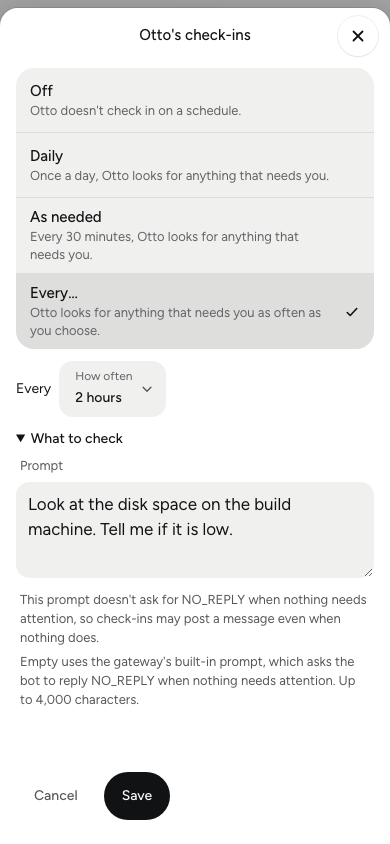 Otto's check-ins
Off
Otto doesn't check in on a schedule.
Daily
Once a day, Otto looks for anything that needs you.
As needed
Every 30 minutes, Otto looks for anything that
needs you.
Every...
Otto looks for anything that needs you as often as
you choose.
Every
How often
2 hours
What to check
Prompt
Look at the disk space on the build
machine. Tell me if it is low.
This prompt doesn't ask for NO_REPLY when nothing needs
attention, so check-ins may post a message even when
nothing does.
Empty uses the gateway's built-in prompt, which asks the
bot to reply NO_REPLY when nothing needs attention. Up
to 4,000 characters.
Cancel
Save